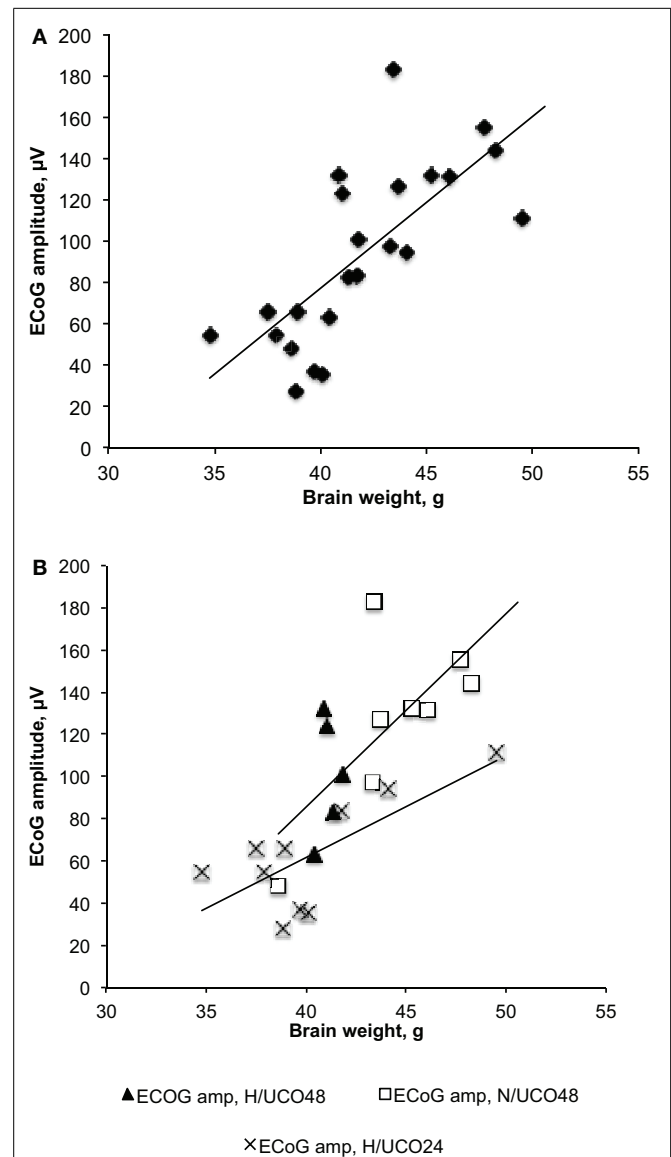 A
200
180
160
140
120
100
80
60
40
20
0
ECoG amplitude, µV
30 35 40 45 50 55
Brain weight, g
B
200
180
160
140
120
100
80
60
40
20
0
ECoG amplitude, µV
30 35 40 45 50 55
Brain weight, g
ECOG amp, H/UCO48 ECoG amp, N/UCO48
ECoG amp, H/UCO24